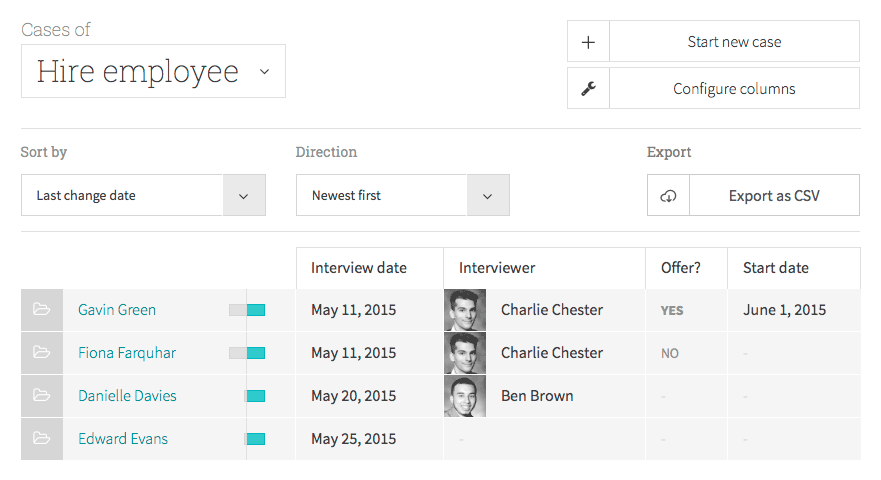 Cases of
Hire employee
Start new case
Configure columns
Sort by
Direction
Export
Last change date
Newest first
Export as CSV
Interview date Interviewer Offer? Start date
Gavin Green May 11, 2015 Charlie Chester YES June 1, 2015
Fiona Farquhar May 11, 2015 Charlie Chester NO -
Danielle Davies May 20, 2015 Ben Brown - -
Edward Evans May 25, 2015 - - -